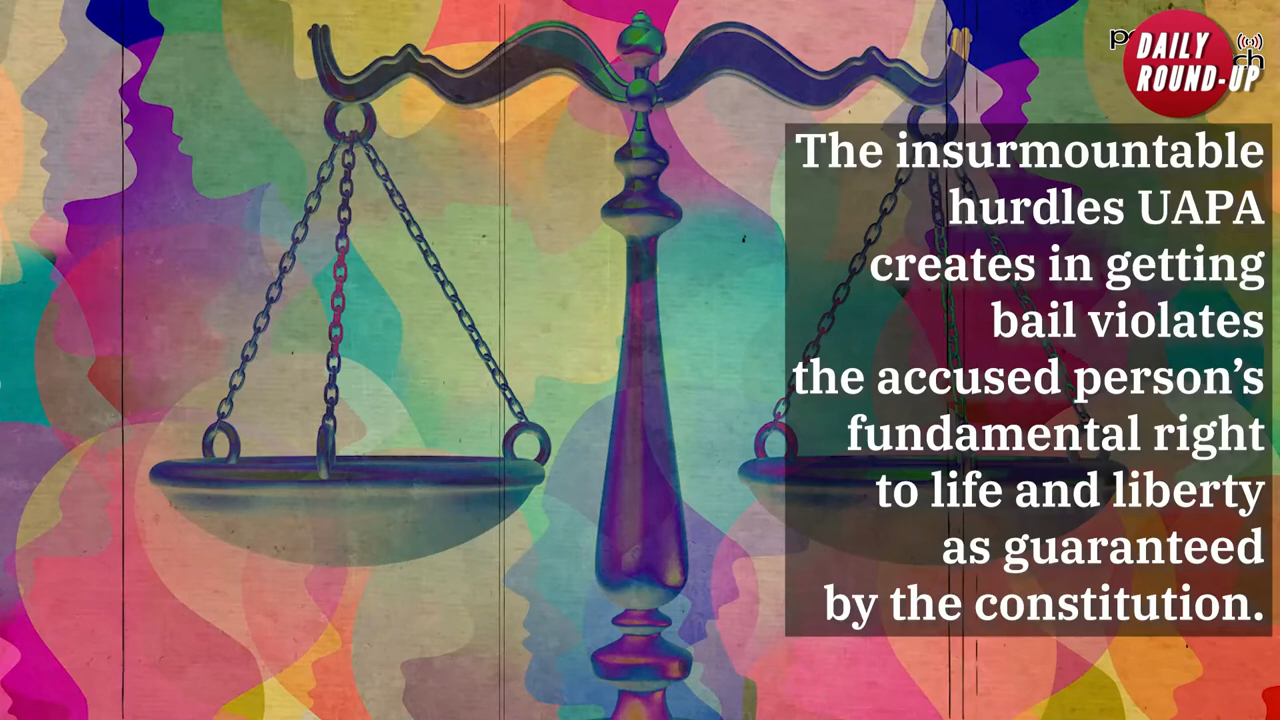 DAILY
ROUND-UP
The insurmountable
hurdles UAPA
creates in getting
bail violates
the accused person’s
fundamental right
to life and liberty
as guaranteed
by the constitution.